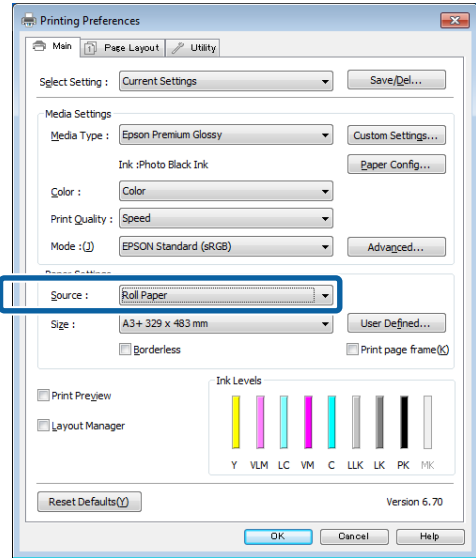 Printing Preferences
Main Page Layout Utility
Select Setting : Current Settings Save/Del...
Media Settings
Media Type : Epson Premium Glossy Custom Settings...
Ink :Photo Black Ink Paper Config...
Color : Color
Print Quality : Speed
Mode :(J) EPSON Standard (sRGB) Advanced...
Paper Settings
Source : Roll Paper
Size : A3+ 329 x 483 mm User Defined...
Borderless Print page frame(K)
Ink Levels
Print Preview
Layout Manager
Y VLM LC VM C LLK LK PK MK
Reset Defaults(Y) Version 6.70
OK Cancel Help